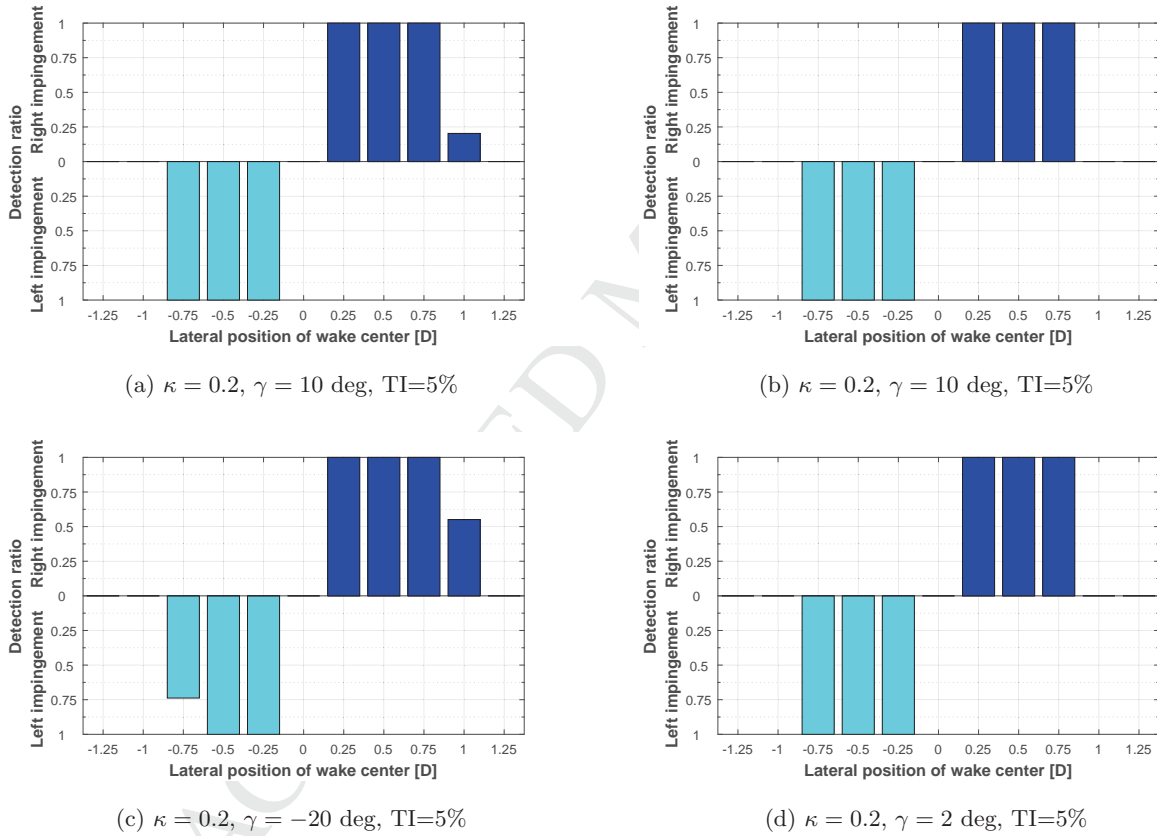 1
0.75
0.5
0.25
0
0.25
0.5
0.75
1
Detection ratio
Left impingement Right impingement
-1.25 -1 -0.75 -0.5 -0.25 0 0.25 0.5 0.75 1 1.25
Lateral position of wake center [D]
(a) κ = 0.2, γ = 10 deg, TI=5%
1
0.75
0.5
0.25
0
0.25
0.5
0.75
1
Detection ratio
Left impingement Right impingement
-1.25 -1 -0.75 -0.5 -0.25 0 0.25 0.5 0.75 1 1.25
Lateral position of wake center [D]
(b) κ = 0.2, γ = 10 deg, TI=5%
1
0.75
0.5
0.25
0
0.25
0.5
0.75
1
Detection ratio
Left impingement Right impingement
-1.25 -1 -0.75 -0.5 -0.25 0 0.25 0.5 0.75 1 1.25
Lateral position of wake center [D]
(c) κ = 0.2, γ = −20 deg, TI=5%
1
0.75
0.5
0.25
0
0.25
0.5
0.75
1
Detection ratio
Left impingement Right impingement
-1.25 -1 -0.75 -0.5 -0.25 0 0.25 0.5 0.75 1 1.25
Lateral position of wake center [D]
(d) κ = 0.2, γ = 2 deg, TI=5%